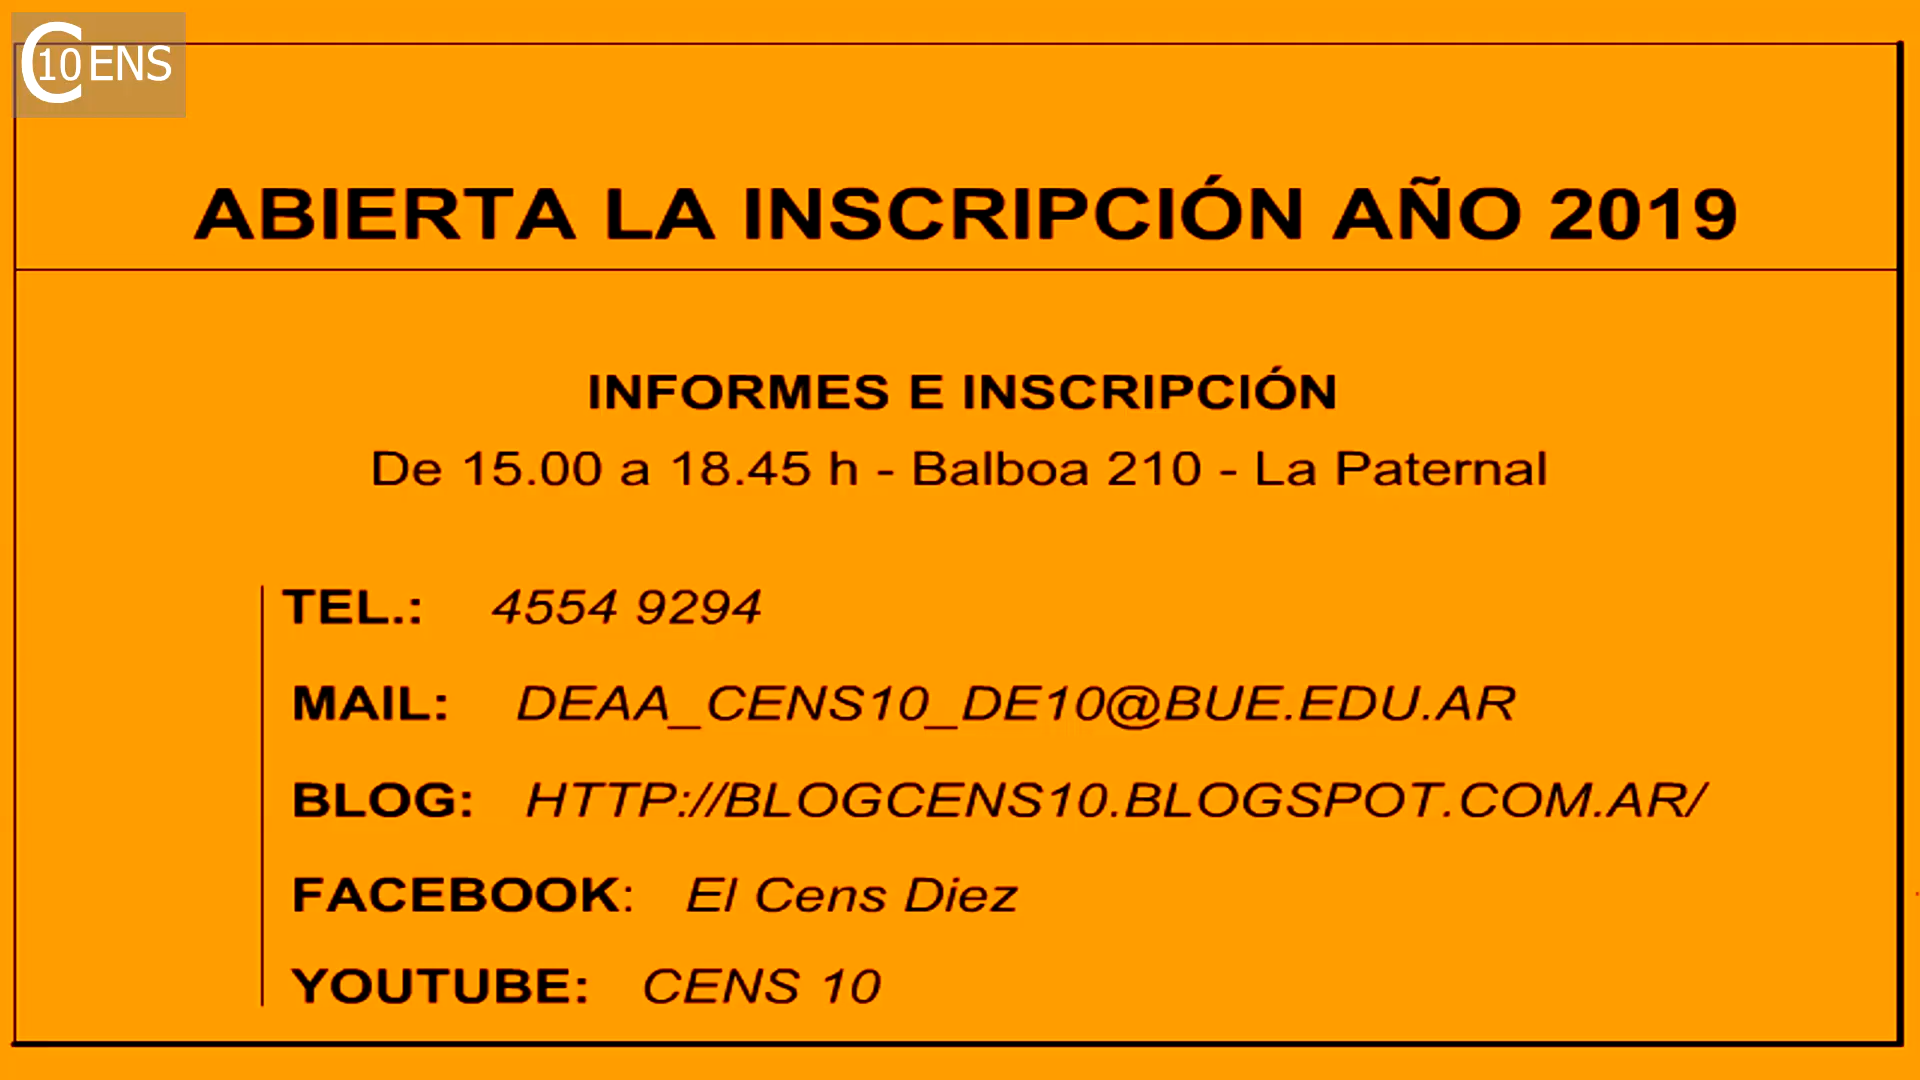 C10ENS
ABIERTA LA INSCRIPCIÓN AÑO 2019
INFORMES E INSCRIPCIÓN
De 15.00 a 18.45 h - Balboa 210 - La Paternal
TEL.: 4554 9294
MAIL: DEAA_CENS10_DE10@BUE.EDU.AR
BLOG: HTTP://BLOGCENS10.BLOGSPOT.COM.AR/
FACEBOOK: El Cens Diez
YOUTUBE: CENS 10